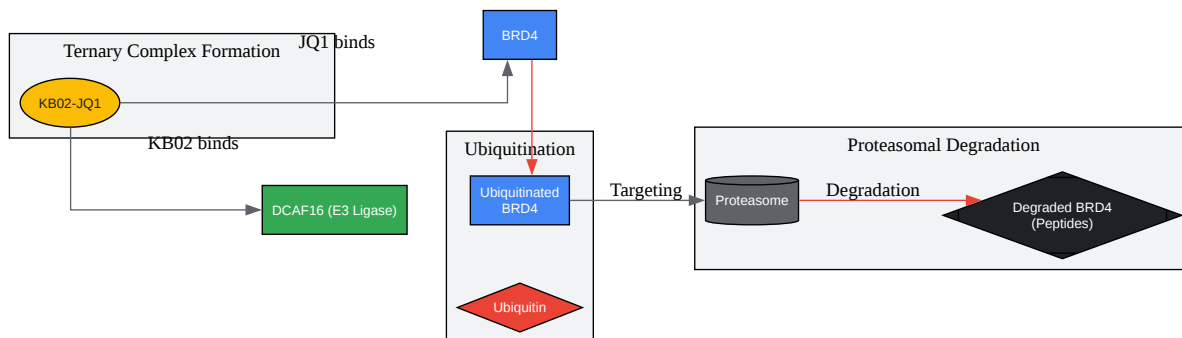 Ternary Complex Formation
JQ1 binds
BRD4
KB02-JQ1
KB02 binds
DCAF16 (E3 Ligase)
Ubiquitination
Ubiquitinated
BRD4
Ubiquitin
Targeting
Proteasomal Degradation
Proteasome
Degradation
Degraded BRD4
(Peptides)